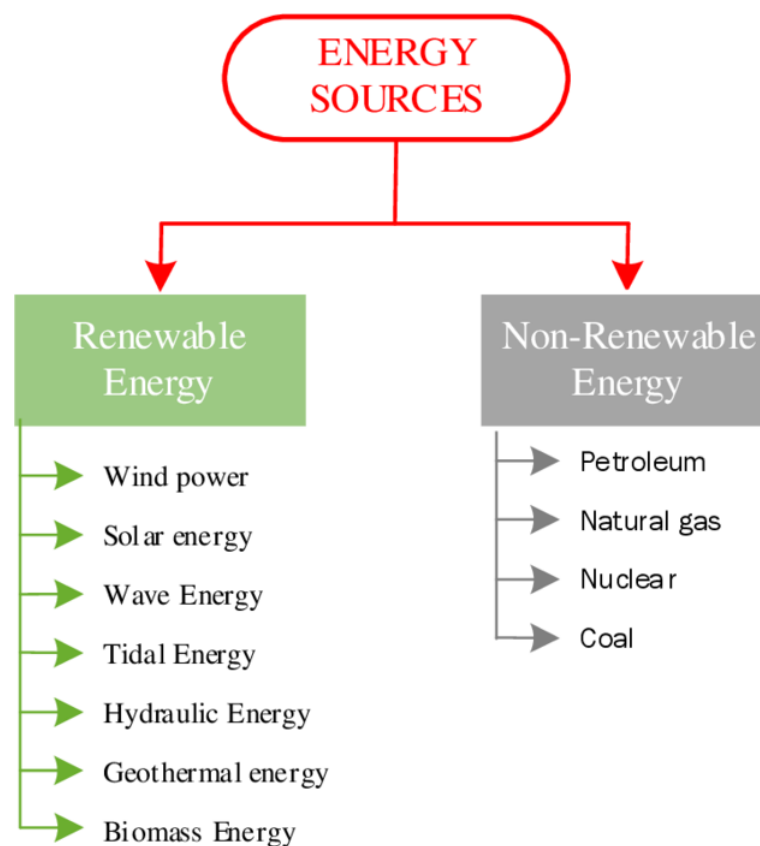 ENERGY
SOURCES
Renewable
Energy
Wind power
Solar energy
Wave Energy
Tidal Energy
Hydraulic Energy
Geothermal energy
Biomass Energy
Non-Renewable
Energy
Petroleum
Natural gas
Nuclear
Coal